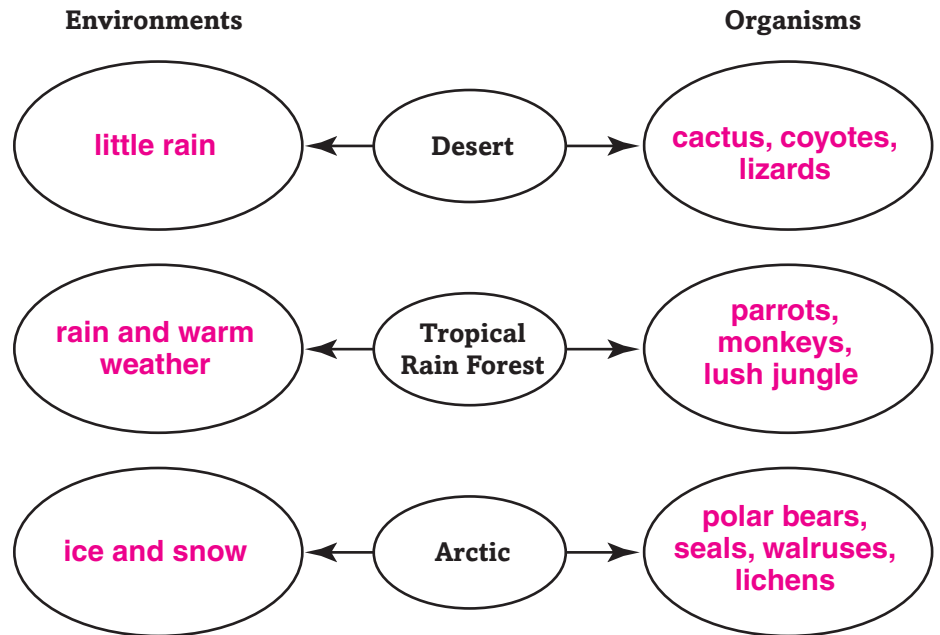 Environments
Organisms
little rain
Desert
cactus, coyotes,
lizards
rain and warm
weather
Tropical
Rain Forest
parrots,
monkeys,
lush jungle
ice and snow
Arctic
polar bears,
seals, walruses,
lichens